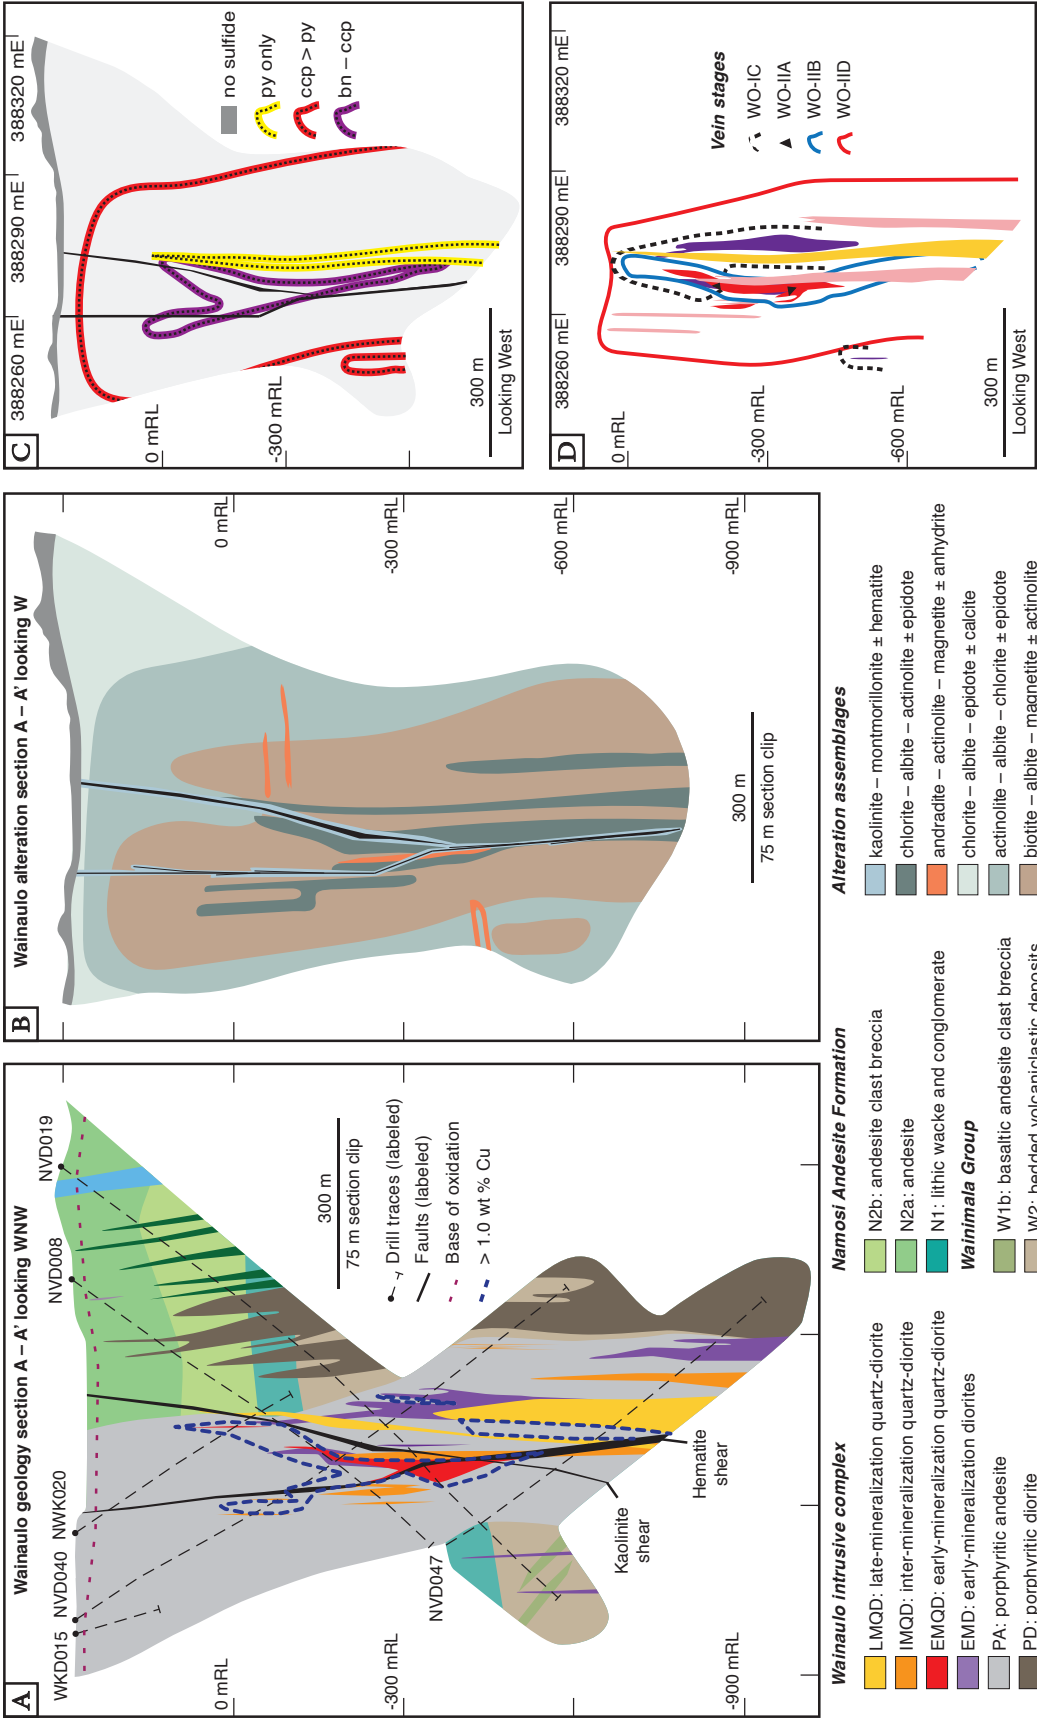 A
Wainaulo geology section A – A' looking WNW
WKD015
NVD040
NWK020
NVD008
NVD019
0 mRL
-300 mRL
-900 mRL
NVD047
Kaolinite
shear
Hematite
shear
300 m
75 m section clip
Drill traces (labeled)
Faults (labeled)
Base of oxidation
> 1.0 wt % Cu
B
Wainaulo alteration section A – A' looking W
0 mRL
-300 mRL
-600 mRL
-900 mRL
300 m
75 m section clip
C
388260 mE
388290 mE
388320 mE
0 mRL
-300 mRL
no sulfide
py only
ccp > py
bn – ccp
300 m
Looking West
D
388260 mE
388290 mE
388320 mE
0 mRL
-300 mRL
-600 mRL
Vein stages
WO-IC
WO-IIA
WO-IIB
WO-IID
300 m
Looking West
Wainaulo intrusive complex
LMQD: late-mineralization quartz-diorite
IMQD: inter-mineralization quartz-diorite
EMQD: early-mineralization quartz-diorite
EMD: early-mineralization diorites
PA: porphyritic andesite
PD: porphyritic diorite
Namosi Andesite Formation
N2b: andesite clast breccia
N2a: andesite
N1: lithic wacke and conglomerate
Wainimala Group
W1b: basaltic andesite clast breccia
W2: bedded volcaniclastic deposits
Alteration assemblages
kaolinite – montmorillonite ± hematite
chlorite – albite – actinolite ± epidote
andradite – actinolite – magnetite ± anhydrite
chlorite – albite – epidote ± calcite
actinolite – albite – chlorite ± epidote
biotite – albite – magnetite ± actinolite